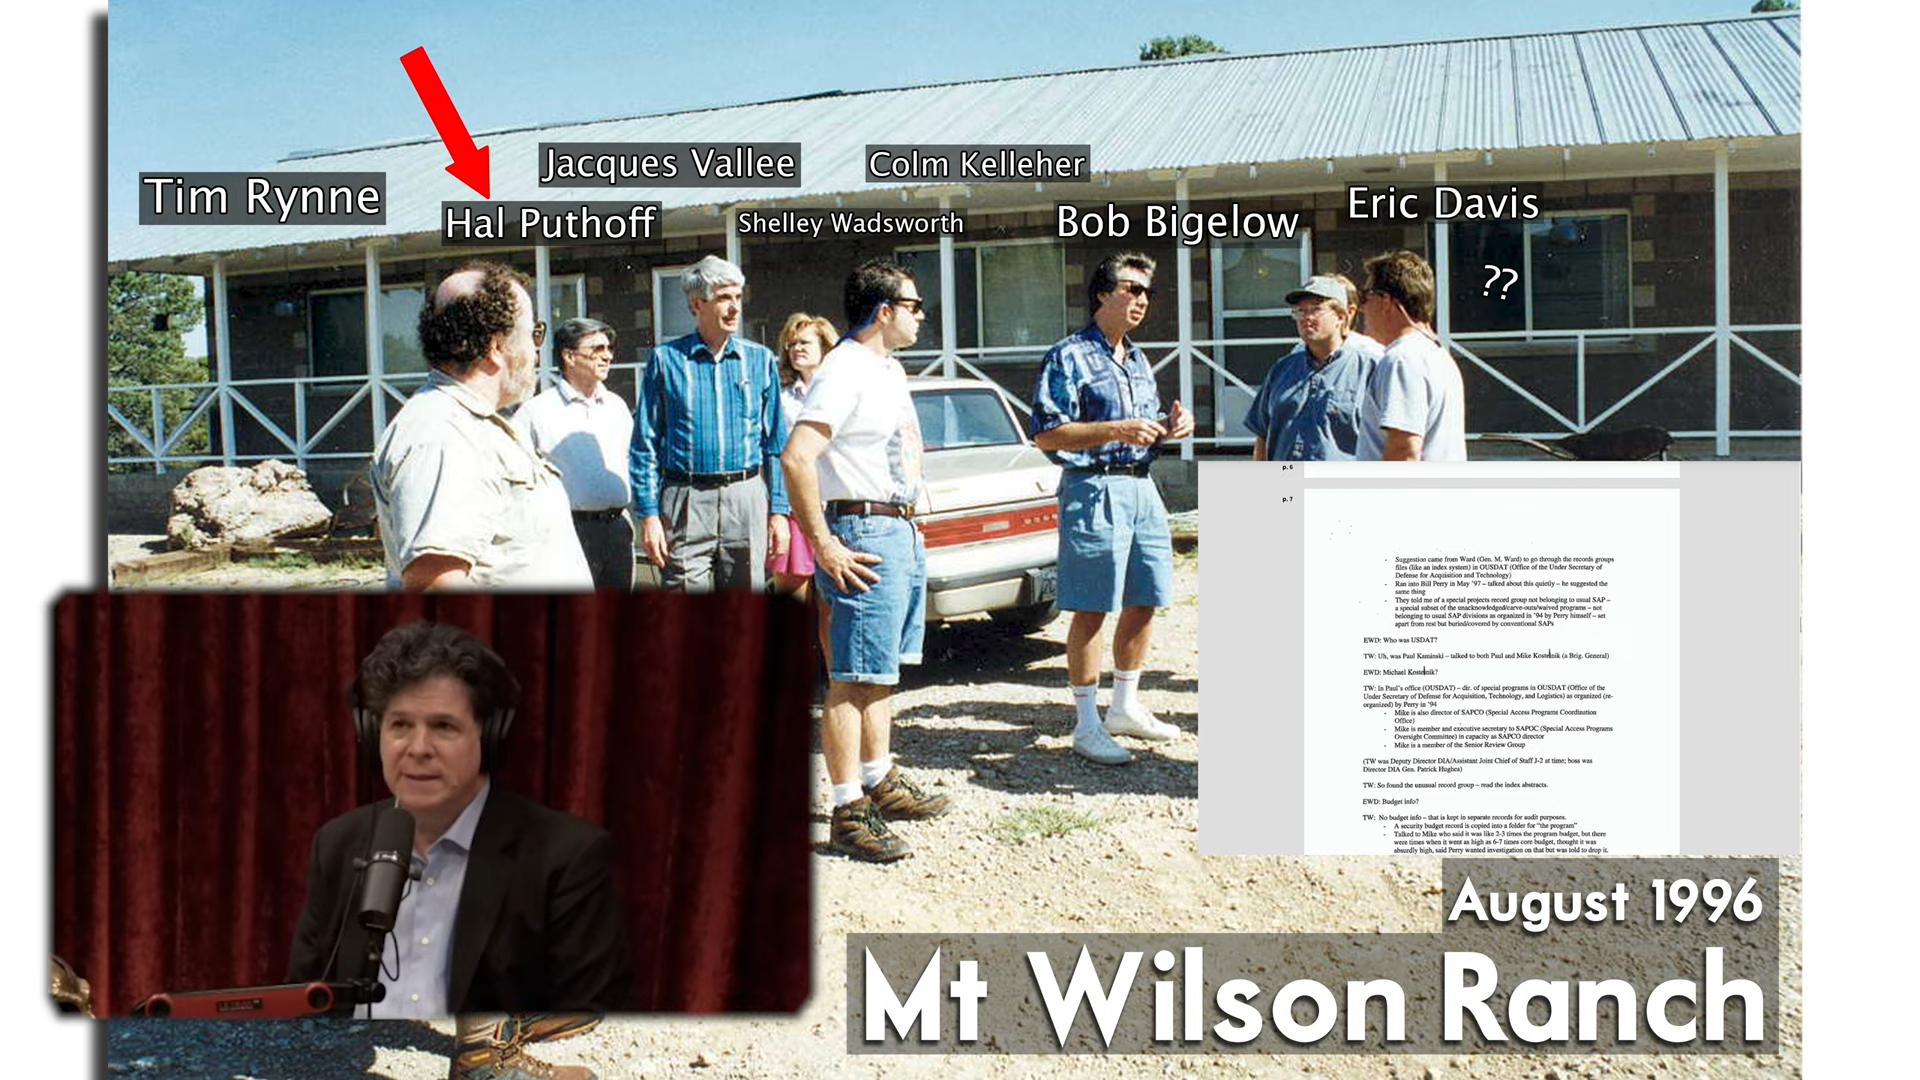 Tim Rynne
Hal Puthoff
Jacques Vallee
Shelley Wadsworth
Colm Kelleher
Bob Bigelow
Eric Davis
??
p. 6
p. 7
- Suggestion came from Ward (Gen. M. Ward) to go through the records groups
files (like an index system) in OUSDAT (Office of the Under Secretary of
Defense for Acquisition and Technology)
- Ran into Bill Perry in May '97 – talked about this quietly – he suggested the
same thing
- They told me of a special projects record group not belonging to usual SAP –
a special subset of the unacknowledged/carve-outs/waived programs – not
belonging to usual SAP divisions as organized in '94 by Perry himself – set
apart from rest but buried/covered by conventional SAPs
EWD: Who was USDAT?
TW: Uh, was Paul Kaminski – talked to both Paul and Mike Kostelnik (a Brig. General)
EWD: Michael Kostelnik?
TW: In Paul's office (OUSDAT) – dir. of special programs in OUSDAT (Office of the
Under Secretary of Defense for Acquisition, Technology, and Logistics) as organized (re-
organized) by Perry in '94
- Mike is also director of SAPCO (Special Access Programs Coordination
Office)
- Mike is member and executive secretary to SAPOC (Special Access Programs
Oversight Committee) in capacity as SAPCO director
- Mike is a member of the Senior Review Group
(TW was Deputy Director DIA/Assistant Joint Chief of Staff J-2 at time; boss was
Director DIA Gen. Patrick Hughes)
TW: So found the unusual record group – read the index abstracts.
EWD: Budget info?
TW: No budget info – that is kept in separate records for audit purposes.
- A security budget record is copied into a folder for "the program"
- Talked to Mike who said it was like 2-3 times the program budget, but there
were times when it went as high as 6-7 times core budget, thought it was
absurdly high, said Perry wanted investigation on that but was told to drop it.
August 1996
Mt Wilson Ranch